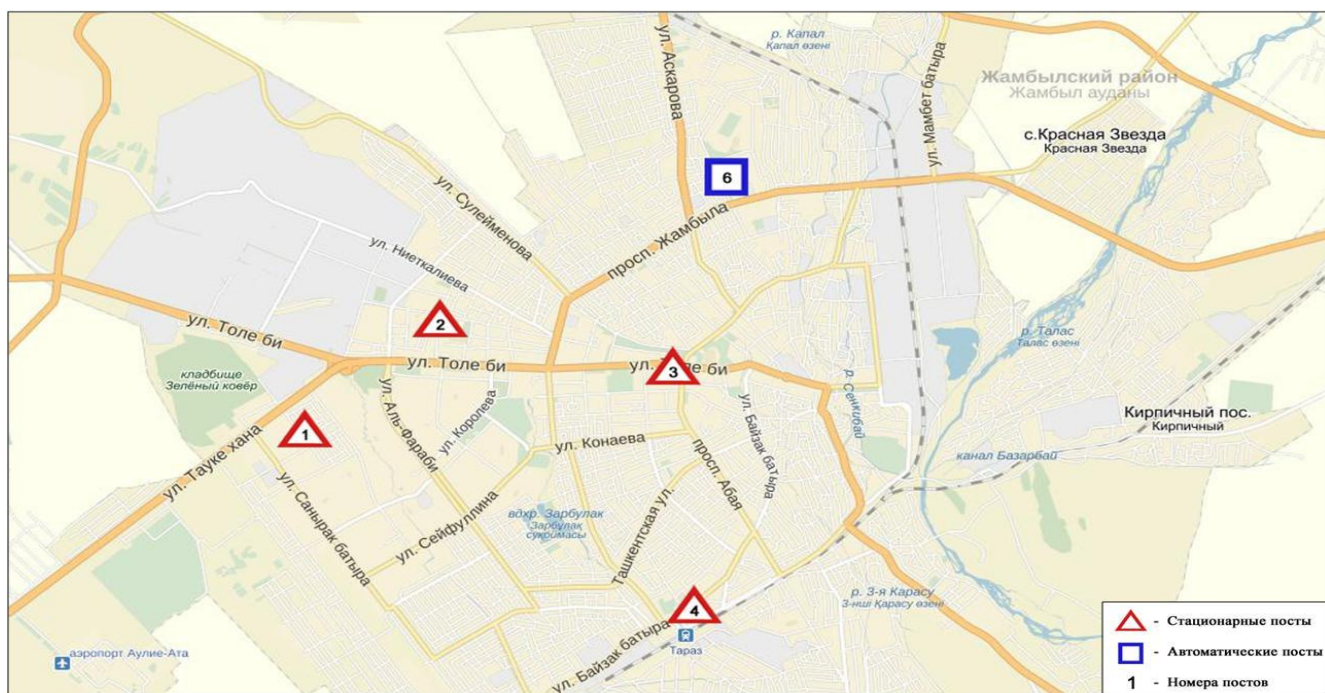 р. Капал
Қапал өзені
ул. Аскарова
ул. Мамбет батыра
Жамбылский район
Жамбыл ауданы
с.Красная Звезда
Красная Звезда
6
ул. Сулейменова
просп. Жамбыла
ул. Ниеткалиева
2
ул. Толе би
ул. Толе би
ул. Толе би
3
р. Талас
Талас өзені
кладбище
Зелёный ковёр
р. Сенкибай
ул. Королева
ул. Аль-Фараби
ул. Байзак батыра
Кирпичный пос.
Кирпичный
1
ул. Конаева
ул. Тауке хана
просп. Абая
канал Базарбай
ул. Санырак батыра
ул. Сейфуллина
вдхр. Зарбулак
Зарбұлақ
суқоймасы
Ташкентская ул.
р. 3-я Карасу
3-нші Қарасу өзені
4
Тараз
ул. Байзак батыра
аэропорт Аулие-Ата
- Стационарные посты
- Автоматические посты
1 - Номера постов